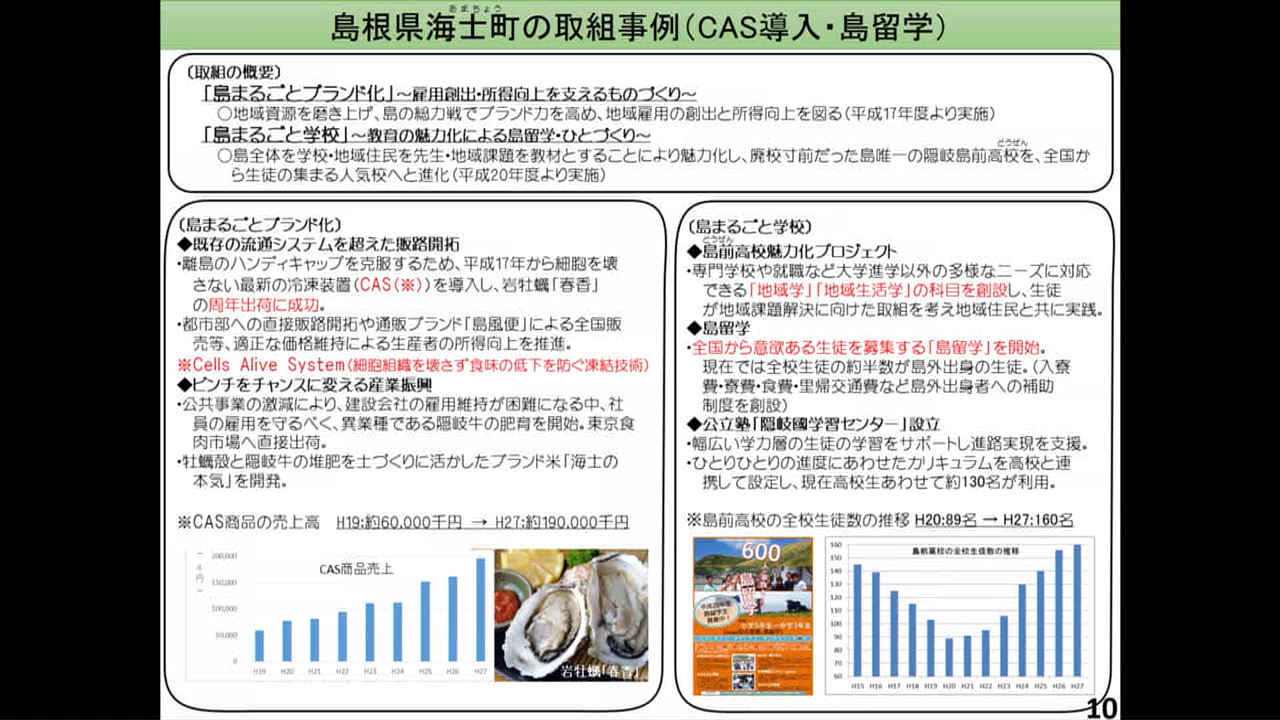 あまちょう
島根県海士町の取組事例(CAS導入・島留学)
〔取組の概要〕
「島まるごとブランド化」～雇用創出・所得向上を支えるものづくり～
○地域資源を磨き上げ、島の総力戦でブランド力を高め、地域雇用の創出と所得向上を図る(平成17年度より実施)
「島まるごと学校」～教育の魅力化による島留学・ひとづくり～
どうぜん
○島全体を学校・地域住民を先生・地域課題を教材とすることにより魅力化し、廃校寸前だった島唯一の隠岐島前高校を、全国か
ら生徒の集まる人気校へと進化(平成20年度より実施)
〔島まるごとブランド化〕
◆既存の流通システムを超えた販路開拓
・離島のハンディキャップを克服するため、平成17年から細胞を壊
さない最新の冷凍装置(CAS(※))を導入し、岩牡蠣「春香」
の周年出荷に成功。
・都市部への直接販路開拓や通販ブランド「島風便」による全国販
売等、適正な価格維持による生産者の所得向上を推進。
※Cells Alive System(細胞組織を壊さず食味の低下を防ぐ凍結技術)
◆ピンチをチャンスに変える産業振興
・公共事業の激減により、建設会社の雇用維持が困難になる中、社
員の雇用を守るべく、異業種である隠岐牛の肥育を開始。東京食
肉市場へ直接出荷。
・牡蠣殻と隠岐牛の堆肥を土づくりに活かしたブランド米「海士の
本気」を開発。
※CAS商品の売上高 H19:約60,000千円 → H27:約190,000千円
CAS商品売上
千円
200,000
150,000
100,000
50,000
0
H19 H20 H21 H22 H23 H24 H25 H26 H27
岩牡蠣「春香」
〔島まるごと学校〕
どうぜん
◆島前高校魅力化プロジェクト
・専門学校や就職など大学進学以外の多様なニーズに対応
できる「地域学」「地域生活学」の科目を創設し、生徒
が地域課題解決に向けた取組を考え地域住民と共に実践。
◆島留学
・全国から意欲ある生徒を募集する「島留学」を開始。
現在では全校生徒の約半数が島外出身の生徒。(入寮
費・寮費・食費・里帰交通費など島外出身者への補助
制度を創設)
◆公立塾「隠岐國学習センター」設立
・幅広い学力層の生徒の学習をサポートし進路実現を支援。
・ひとりひとりの進度にあわせたカリキュラムを高校と連
携して設定し、現在高校生あわせて約130名が利用。
※島前高校の全校生徒数の推移 H20:89名 → H27:160名
600
島留学
島前高校の全校生徒数の推移
160
150
140
130
120
110
100
90
80
70
60
H15 H16 H17 H18 H19 H20 H21 H22 H23 H24 H25 H26 H27
10